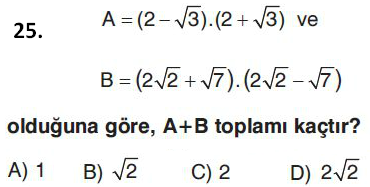 25. A = (2 – √3).(2 + √3) ve
B = (2√2 + √7).(2√2 – √7)
olduğuna göre, A+B toplamı kaçtır?
A) 1 B) √2 C) 2 D) 2√2